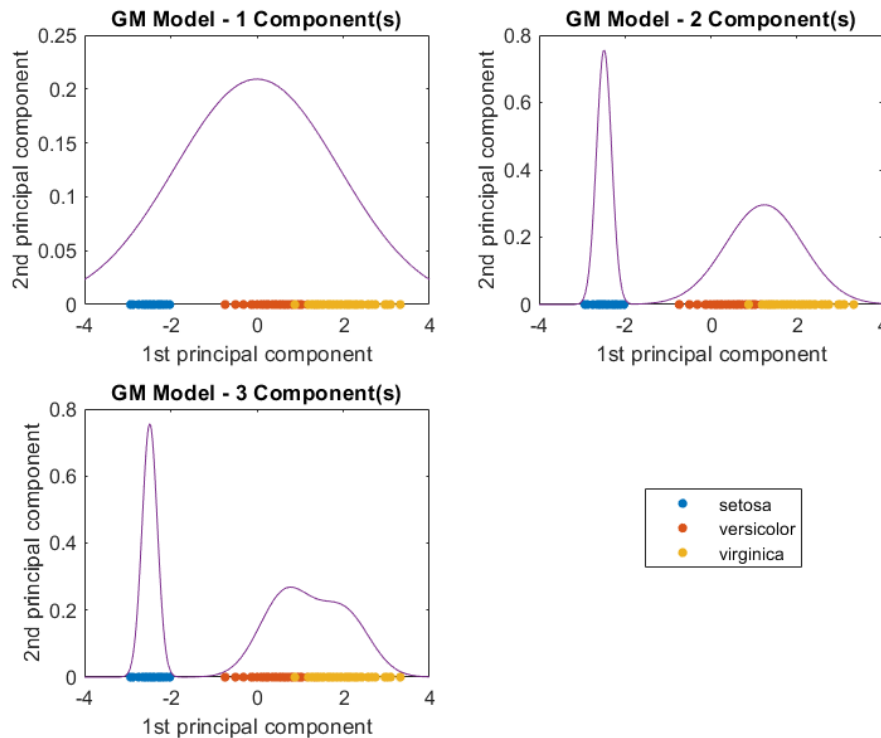 GM Model - 1 Component(s)
0.25
0.2
0.15
0.1
0.05
0
2nd principal component
-4 -2 0 2 4
1st principal component
GM Model - 2 Component(s)
0.8
0.6
0.4
0.2
0
2nd principal component
-4 -2 0 2 4
1st principal component
GM Model - 3 Component(s)
0.8
0.6
0.4
0.2
0
2nd principal component
-4 -2 0 2 4
1st principal component
setosa
versicolor
virginica